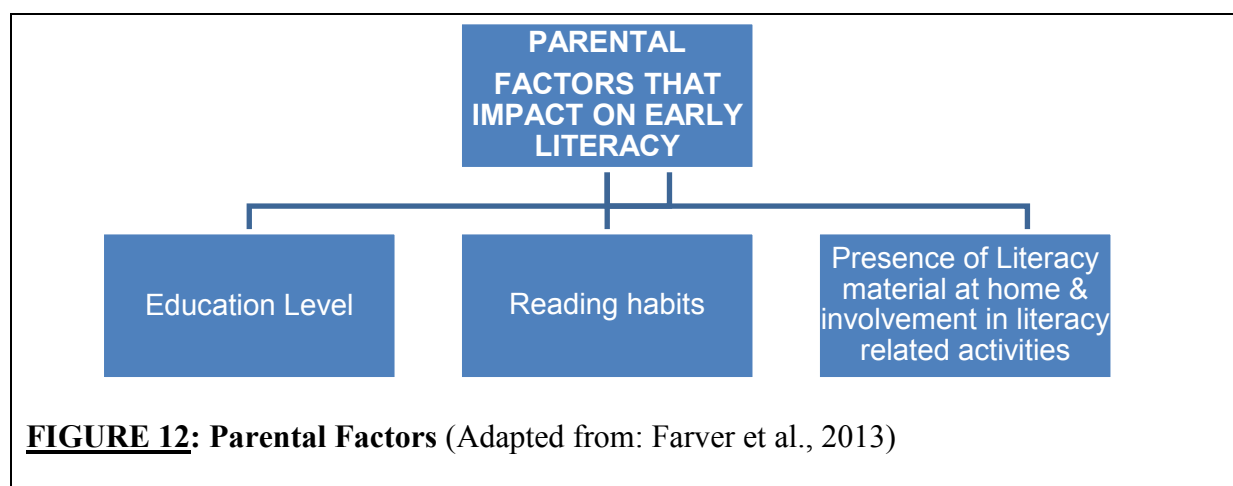 PARENTAL
FACTORS THAT
IMPACT ON EARLY
LITERACY
Education Level
Reading habits
Presence of Literacy
material at home &
involvement in literacy
related activities
FIGURE 12: Parental Factors (Adapted from: Farver et al., 2013)